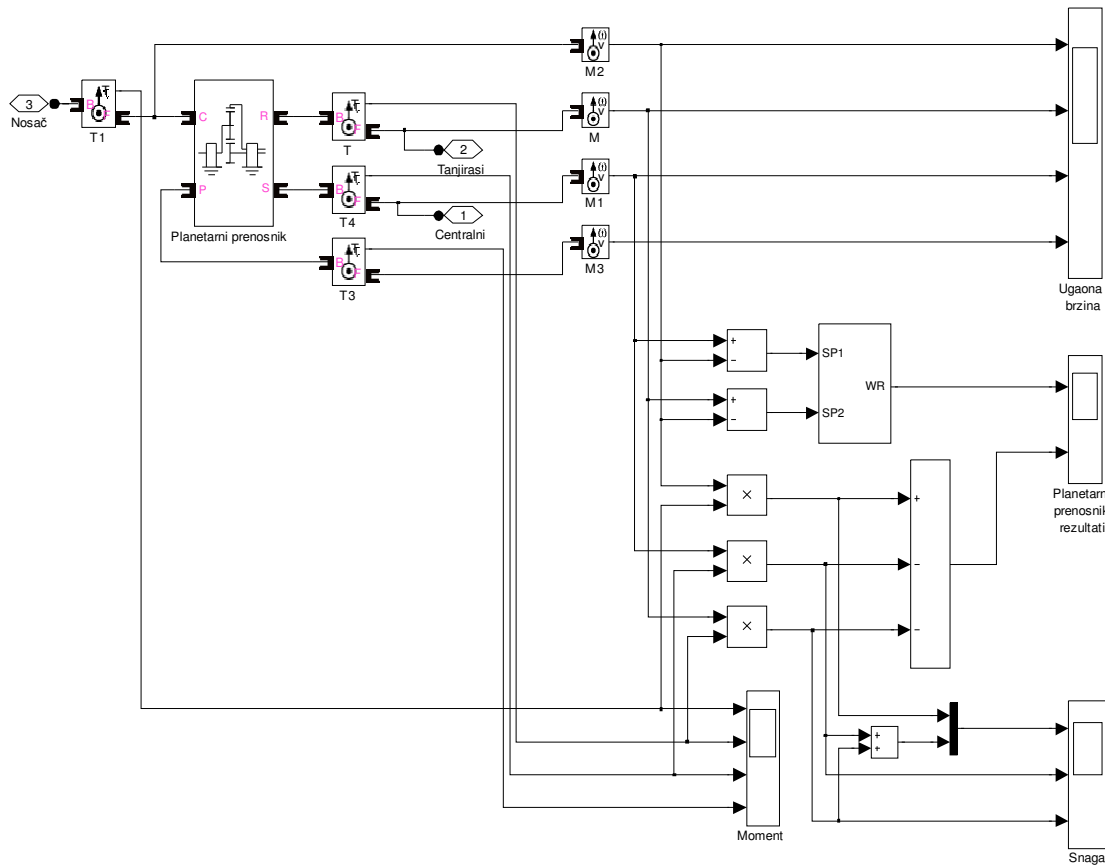 M2
3
Nosač
B
F
T
T1
C
R
P
S
Planetarni prenosnik
B
F
T
T
2
Tanjirasi
B
F
T
T4
1
Centralni
B
F
T
T3
(t)
v
M
(t)
v
M1
(t)
v
M3
(t)
v
Ugaona
brzina
+
−
SP1
WR
+
−
SP2
×
+
Planetarn
prenosnik
rezultati
×
−
×
−
+
+
Moment
Snaga